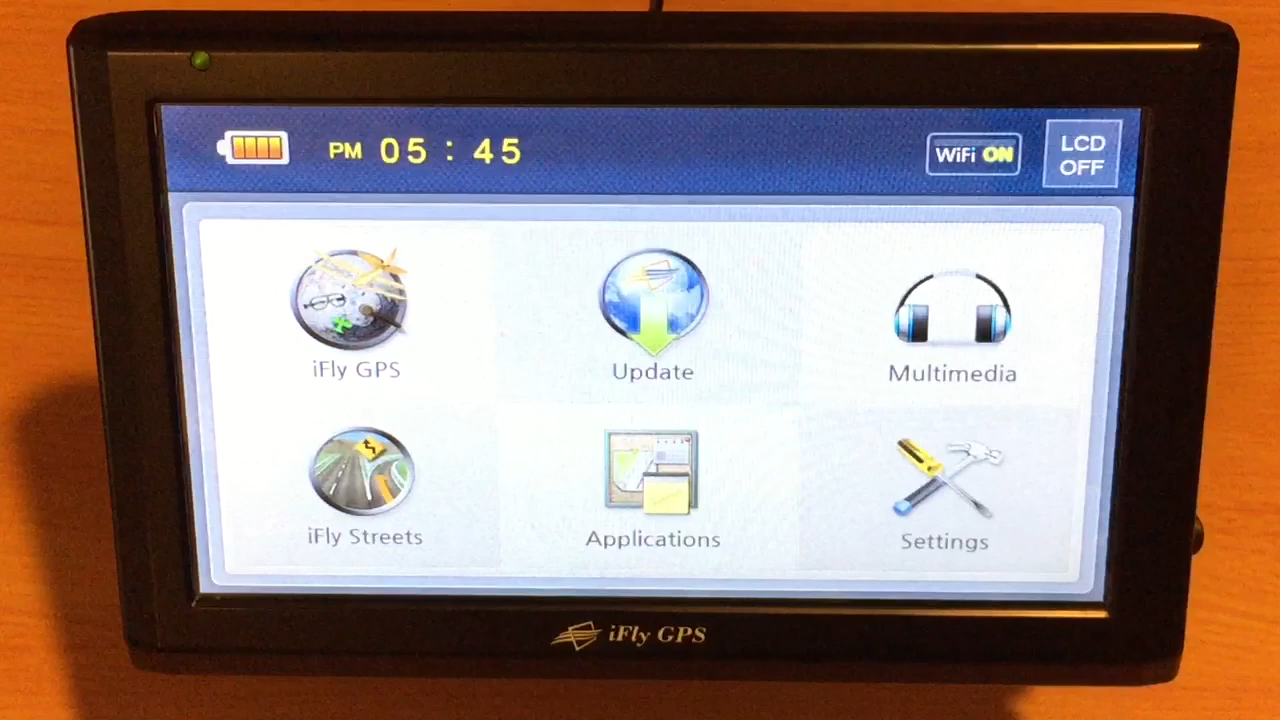 PM 05 : 45
WiFi ON
LCD
OFF
iFly GPS
Update
Multimedia
iFly Streets
Applications
Settings
iFly GPS